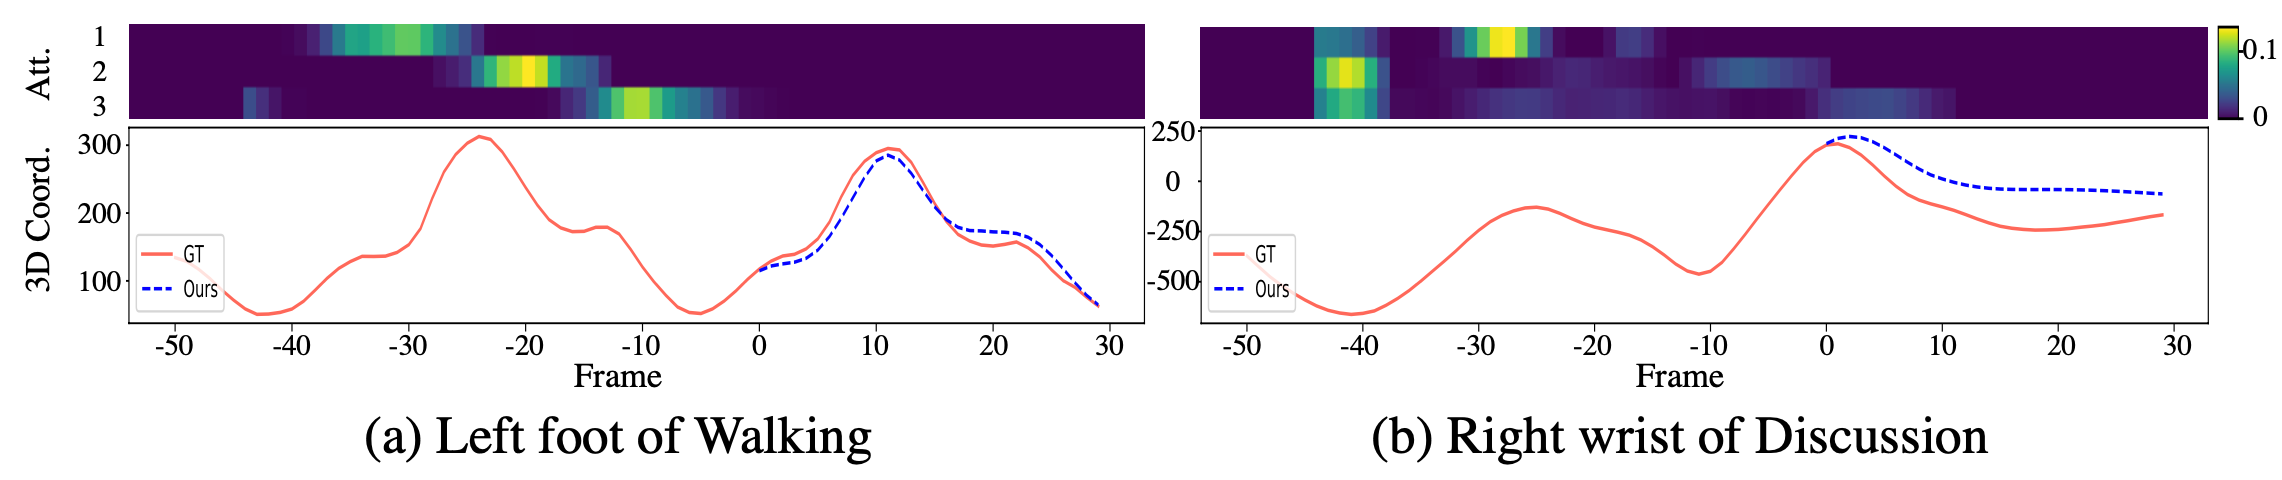 Att.
1
2
3
0.1
0
3D Coord.
300
200
100
GT
Ours
-50 -40 -30 -20 -10 0 10 20 30
Frame
250
0
-250
-500
GT
Ours
-50 -40 -30 -20 -10 0 10 20 30
Frame
(a) Left foot of Walking
(b) Right wrist of Discussion